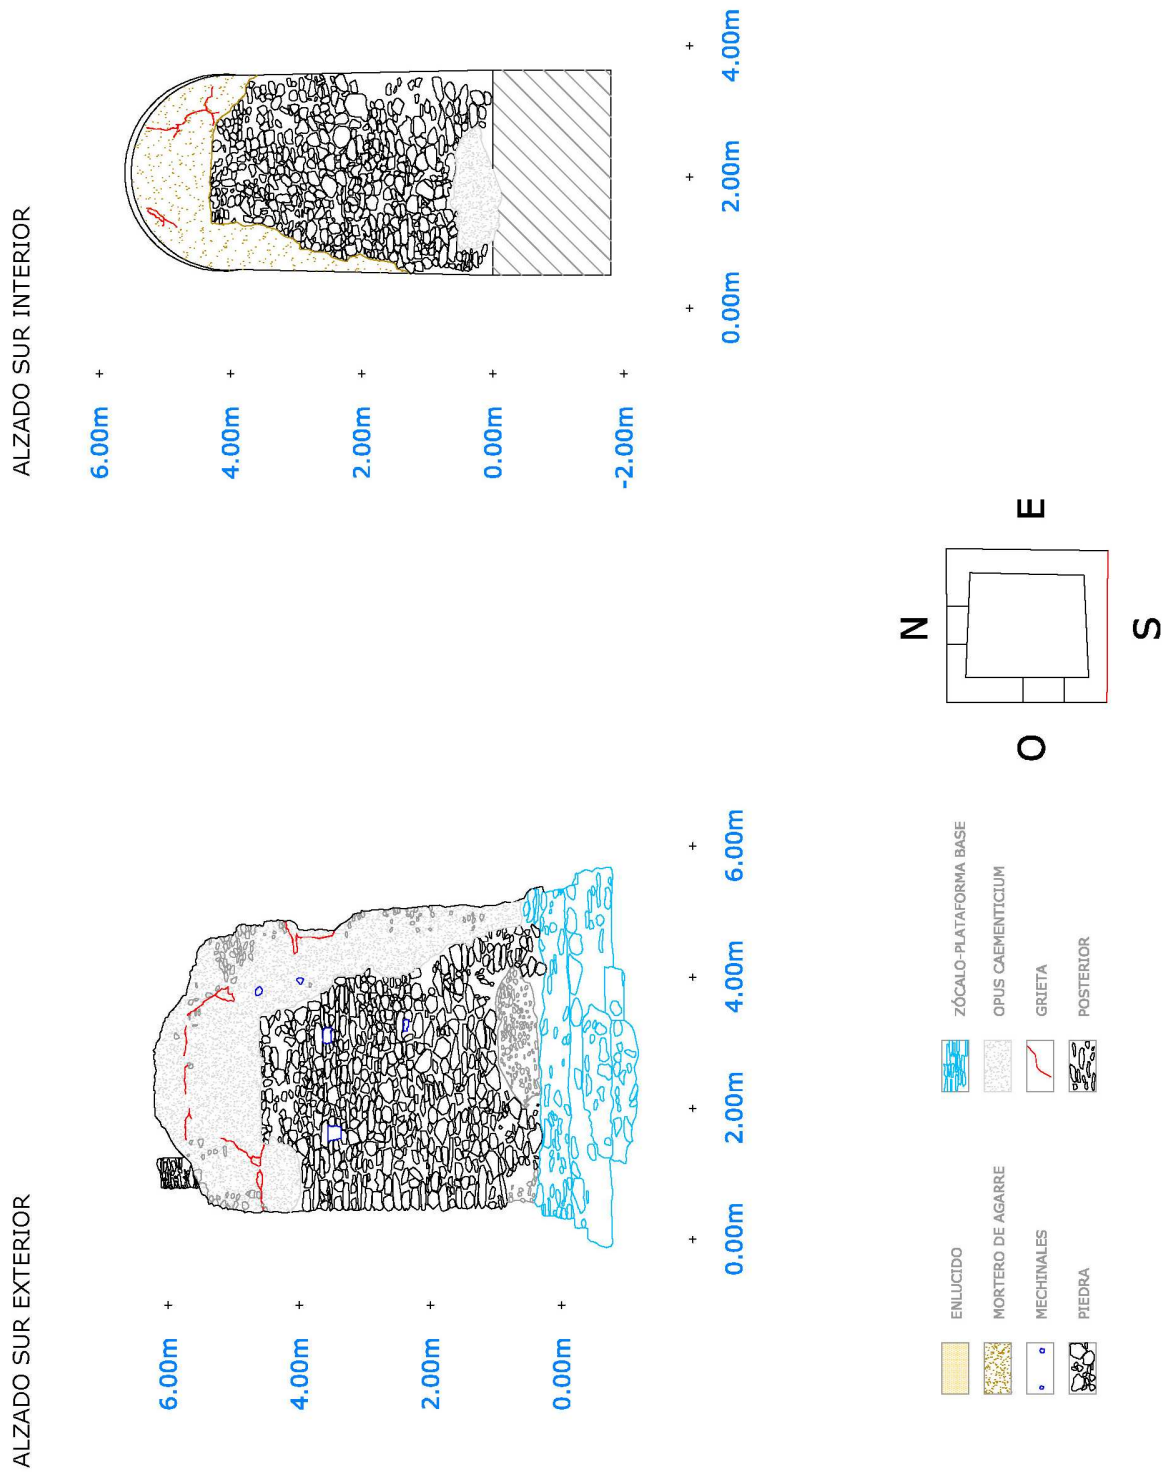 ALZADO SUR EXTERIOR
6.00m
4.00m
2.00m
0.00m
0.00m
2.00m
4.00m
6.00m
ALZADO SUR INTERIOR
6.00m
4.00m
2.00m
0.00m
-2.00m
0.00m
2.00m
4.00m
ENLUCIDO
MORTERO DE AGARRE
MECHINALES
PIEDRA
ZÓCALO-PLATAFORMA BASE
OPUS CAEMENTICIUM
GRIETA
POSTERIOR
N
O
E
S